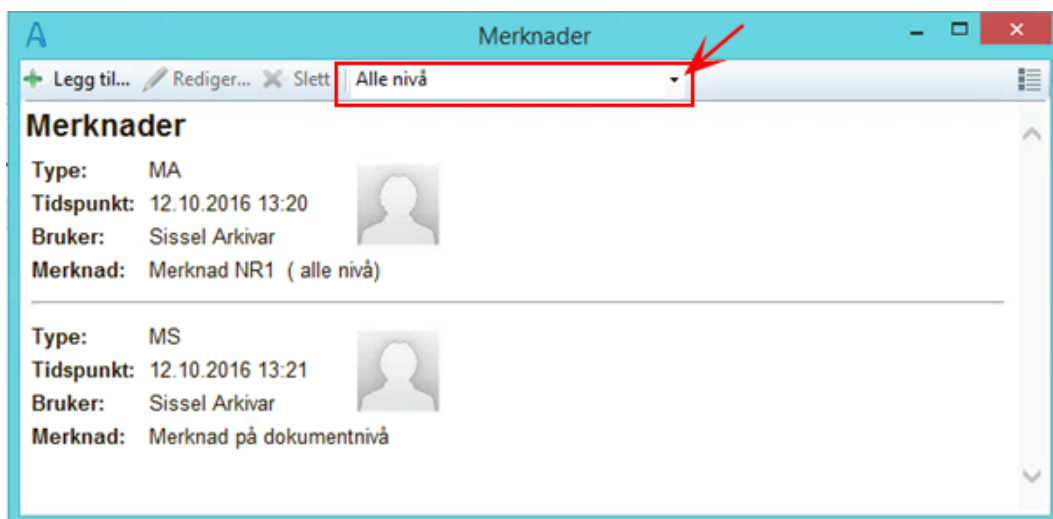 A
Merknader
Legg til... Rediger... Slett Alle nivå
Merknader
Type: MA
Tidspunkt: 12.10.2016 13:20
Bruker: Sissel Arkivar
Merknad: Merknad NR1 ( alle nivå)
Type: MS
Tidspunkt: 12.10.2016 13:21
Bruker: Sissel Arkivar
Merknad: Merknad på dokumentnivå